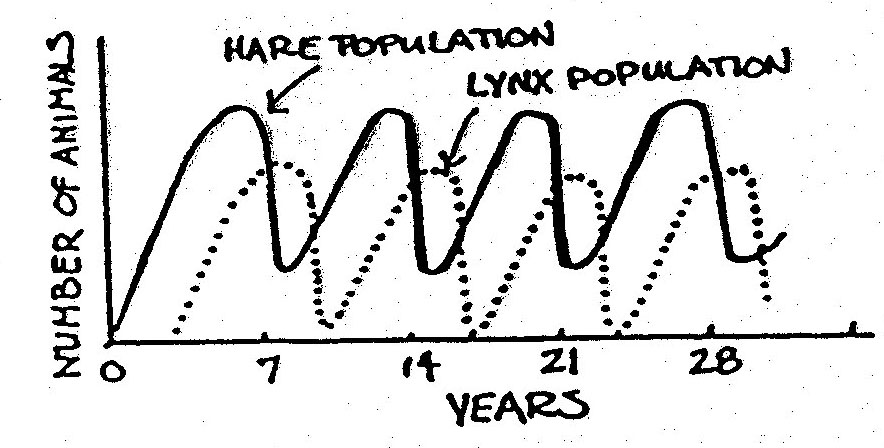 HARE POPULATION
LYNX POPULATION
NUMBER OF ANIMALS
0 7 14 21 28
YEARS